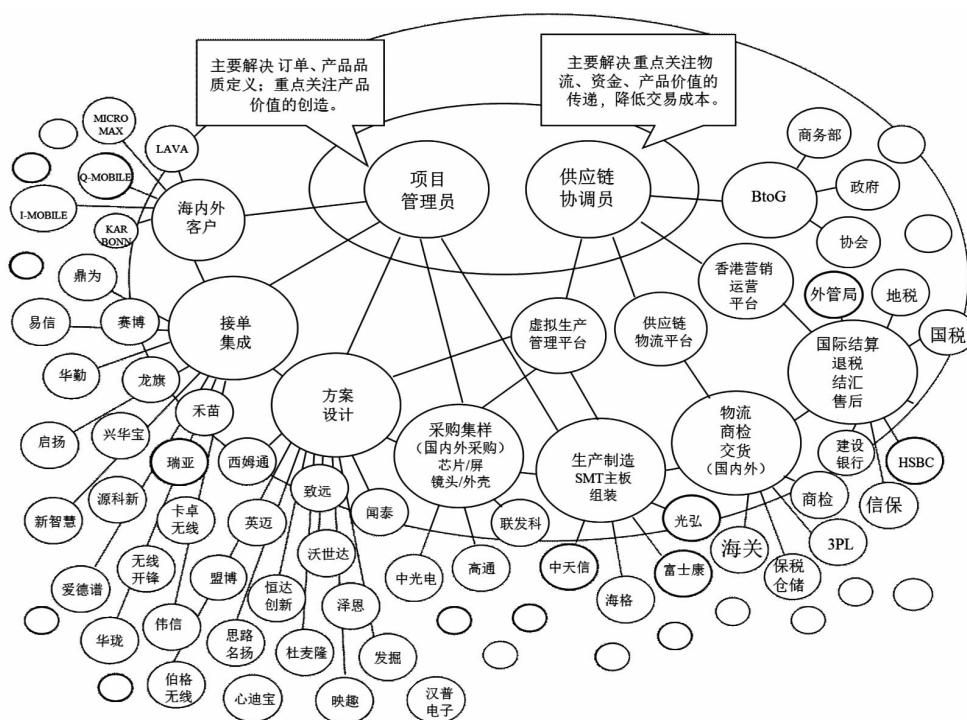 主要解决 订单、产品品
质定义；重点关注产品
价值的创造。
主要解决 重点关注物
流、资金、产品价值的
传递，降低交易成本。
MICRO
MAX
LAVA
Q-MOBILE
I-MOBILE
KAR
BONN
海内外
客户
项目
管理员
供应链
协调员
BtoG
商务部
政府
协会
鼎为
易信
赛博
华勤
龙旗
接单
集成
禾苗
启扬
兴华宝
瑞亚
西姆通
方案
设计
虚拟生产
管理平台
供应链
物流平台
香港营销
运营
平台
外管局
地税
国税
国际结算
退税
结汇
售后
建设
银行
HSBC
信保
采购集样
（国内外采购）
芯片/屏
镜头/外壳
生产制造
SMT主板
组装
物流
商检
交货
（国内外）
商检
3PL
保税
仓储
海关
光弘
富士康
海格
中天信
联发科
高通
中光电
闻泰
致远
新智慧
源科新
卡卓
无线
英迈
沃世达
爱德谱
无线
开锋
盟博
恒达
创新
泽恩
华珑
伟信
思路
名扬
杜麦隆
发掘
伯格
无线
心迪宝
映趣
汉普
电子